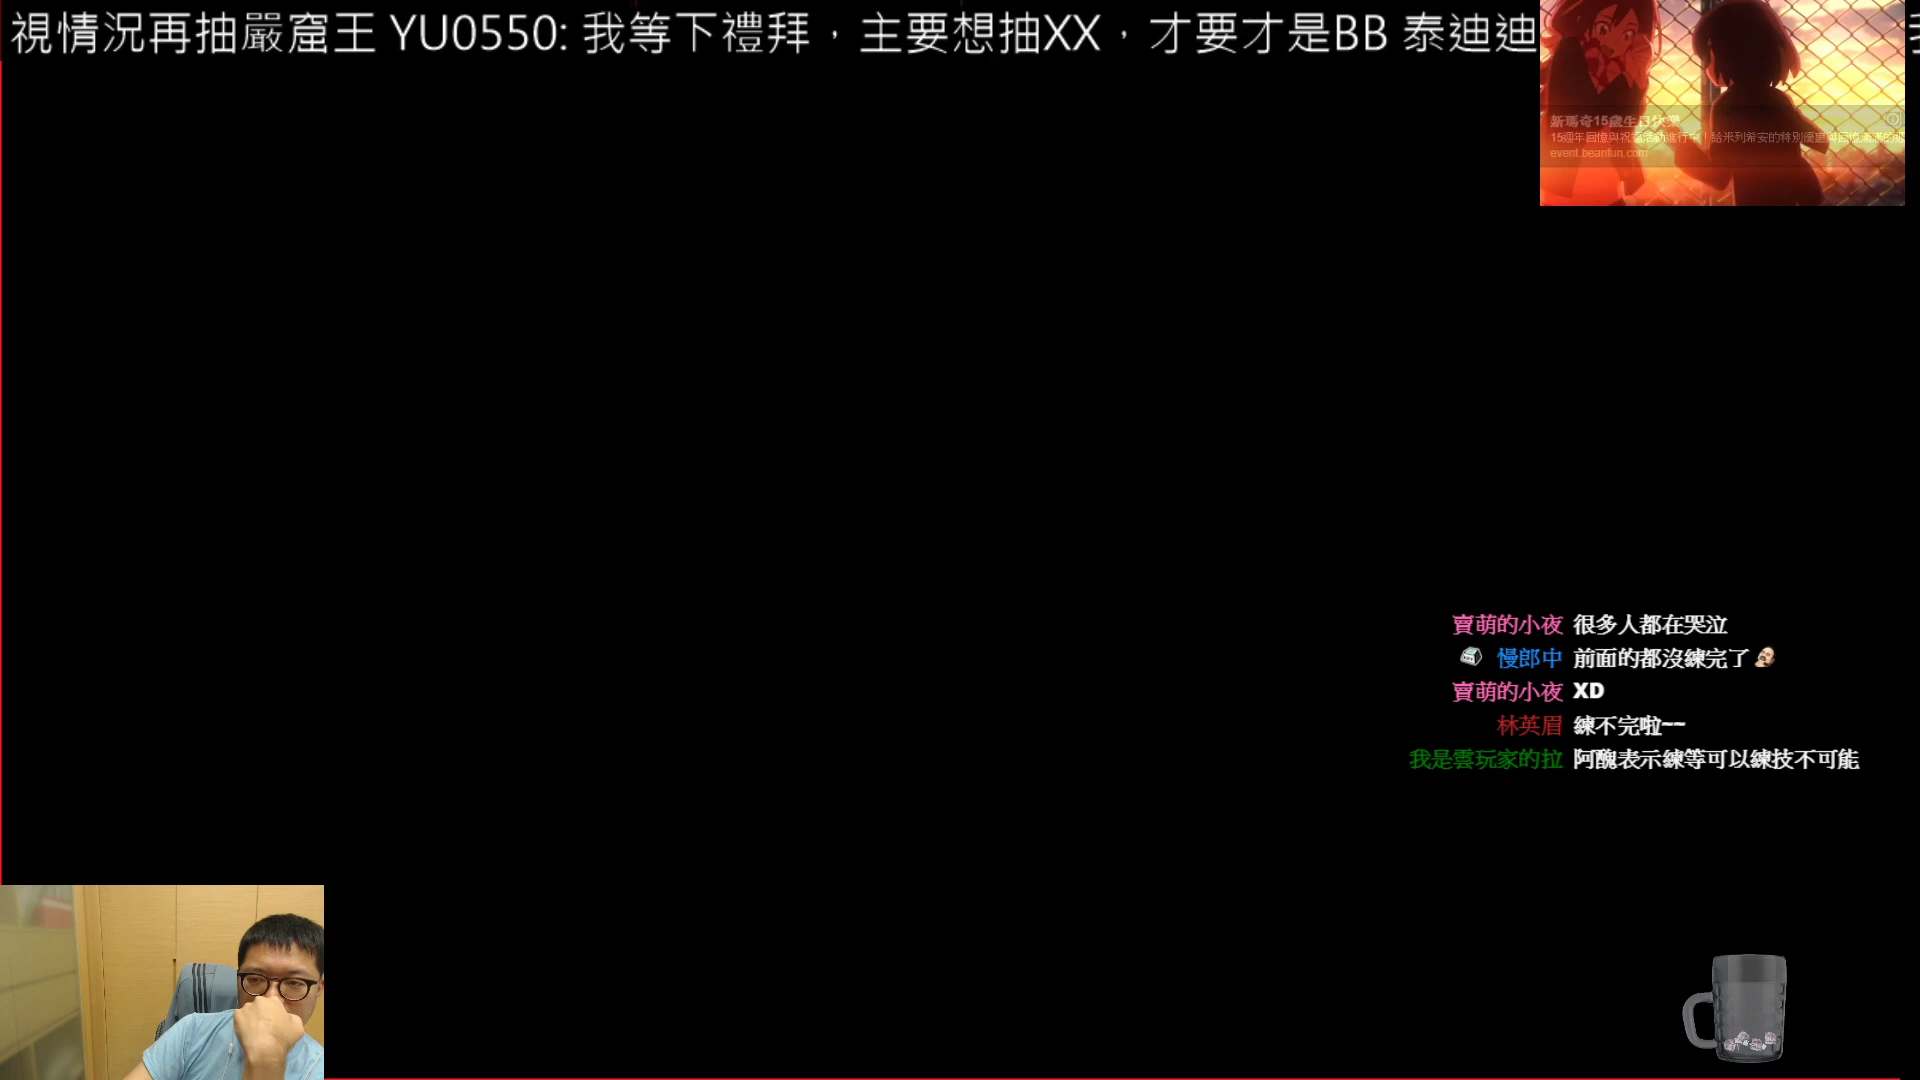 視情況再抽嚴窟王 YU0550: 我等下禮拜，主要想抽XX，才要才是BB 泰迪迪
新瑪奇15歲生日快樂
event.beanfun.com
賣萌的小夜 很多人都在哭泣
慢郎中 前面的都沒練完了
賣萌的小夜 XD
林英眉 練不完啦~~
我是雲玩家的拉 阿醜表示練等可以練技不可能